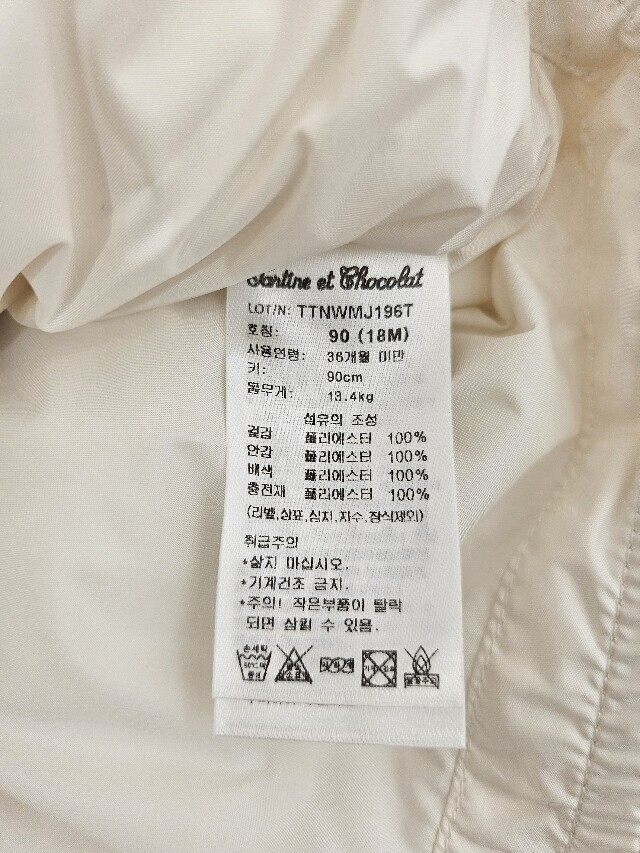 Tartine et Chocolat
LOT/N: TTNWMJ196T
호칭: 90 (18M)
사용연령: 36개월 미만
키: 90cm
몸무게: 13.4kg
섬유의 조성
겉감 폴리에스터 100%
안감 폴리에스터 100%
배색 폴리에스터 100%
충전재 폴리에스터 100%
(라벨,상표,심지,자수,장식제외)
취급주의
*삶지 마십시오.
*기계건조 금지.
*주의! 작은부품이 탈락
되면 삼킬 수 있음.
손세탁